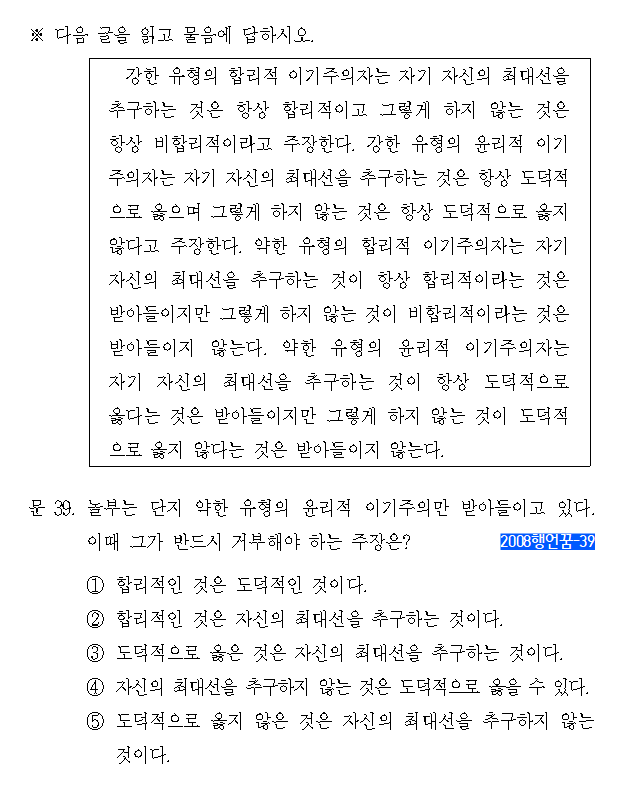 ※ 다음 글을 읽고 물음에 답하시오.
강한 유형의 합리적 이기주의자는 자기 자신의 최대선을
추구하는 것은 항상 합리적이고 그렇게 하지 않는 것은
항상 비합리적이라고 주장한다. 강한 유형의 윤리적 이기
주의자는 자기 자신의 최대선을 추구하는 것은 항상 도덕적
으로 옳으며 그렇게 하지 않는 것은 항상 도덕적으로 옳지
않다고 주장한다. 약한 유형의 합리적 이기주의자는 자기
자신의 최대선을 추구하는 것이 항상 합리적이라는 것은
받아들이지만 그렇게 하지 않는 것이 비합리적이라는 것은
받아들이지 않는다. 약한 유형의 윤리적 이기주의자는
자기 자신의 최대선을 추구하는 것이 항상 도덕적으로
옳다는 것은 받아들이지만 그렇게 하지 않는 것이 도덕적
으로 옳지 않다는 것은 받아들이지 않는다.
문 39. 놀부는 단지 약한 유형의 윤리적 이기주의만 받아들이고 있다.
이때 그가 반드시 거부해야 하는 주장은? 2008행언꿈-39
① 합리적인 것은 도덕적인 것이다.
② 합리적인 것은 자신의 최대선을 추구하는 것이다.
③ 도덕적으로 옳은 것은 자신의 최대선을 추구하는 것이다.
④ 자신의 최대선을 추구하지 않는 것은 도덕적으로 옳을 수 있다.
⑤ 도덕적으로 옳지 않은 것은 자신의 최대선을 추구하지 않는
것이다.